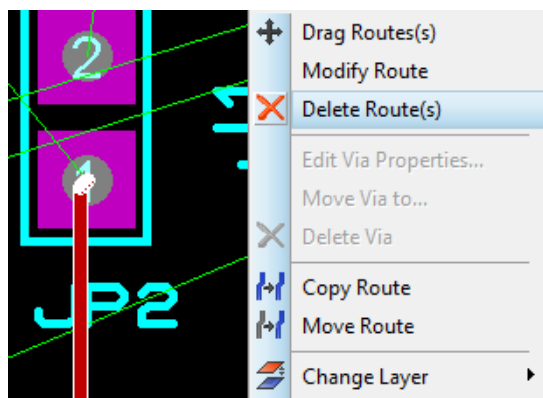 2
1
JP2
Drag Routes(s)
Modify Route
Delete Route(s)
Edit Via Properties...
Move Via to...
Delete Via
Copy Route
Move Route
Change Layer